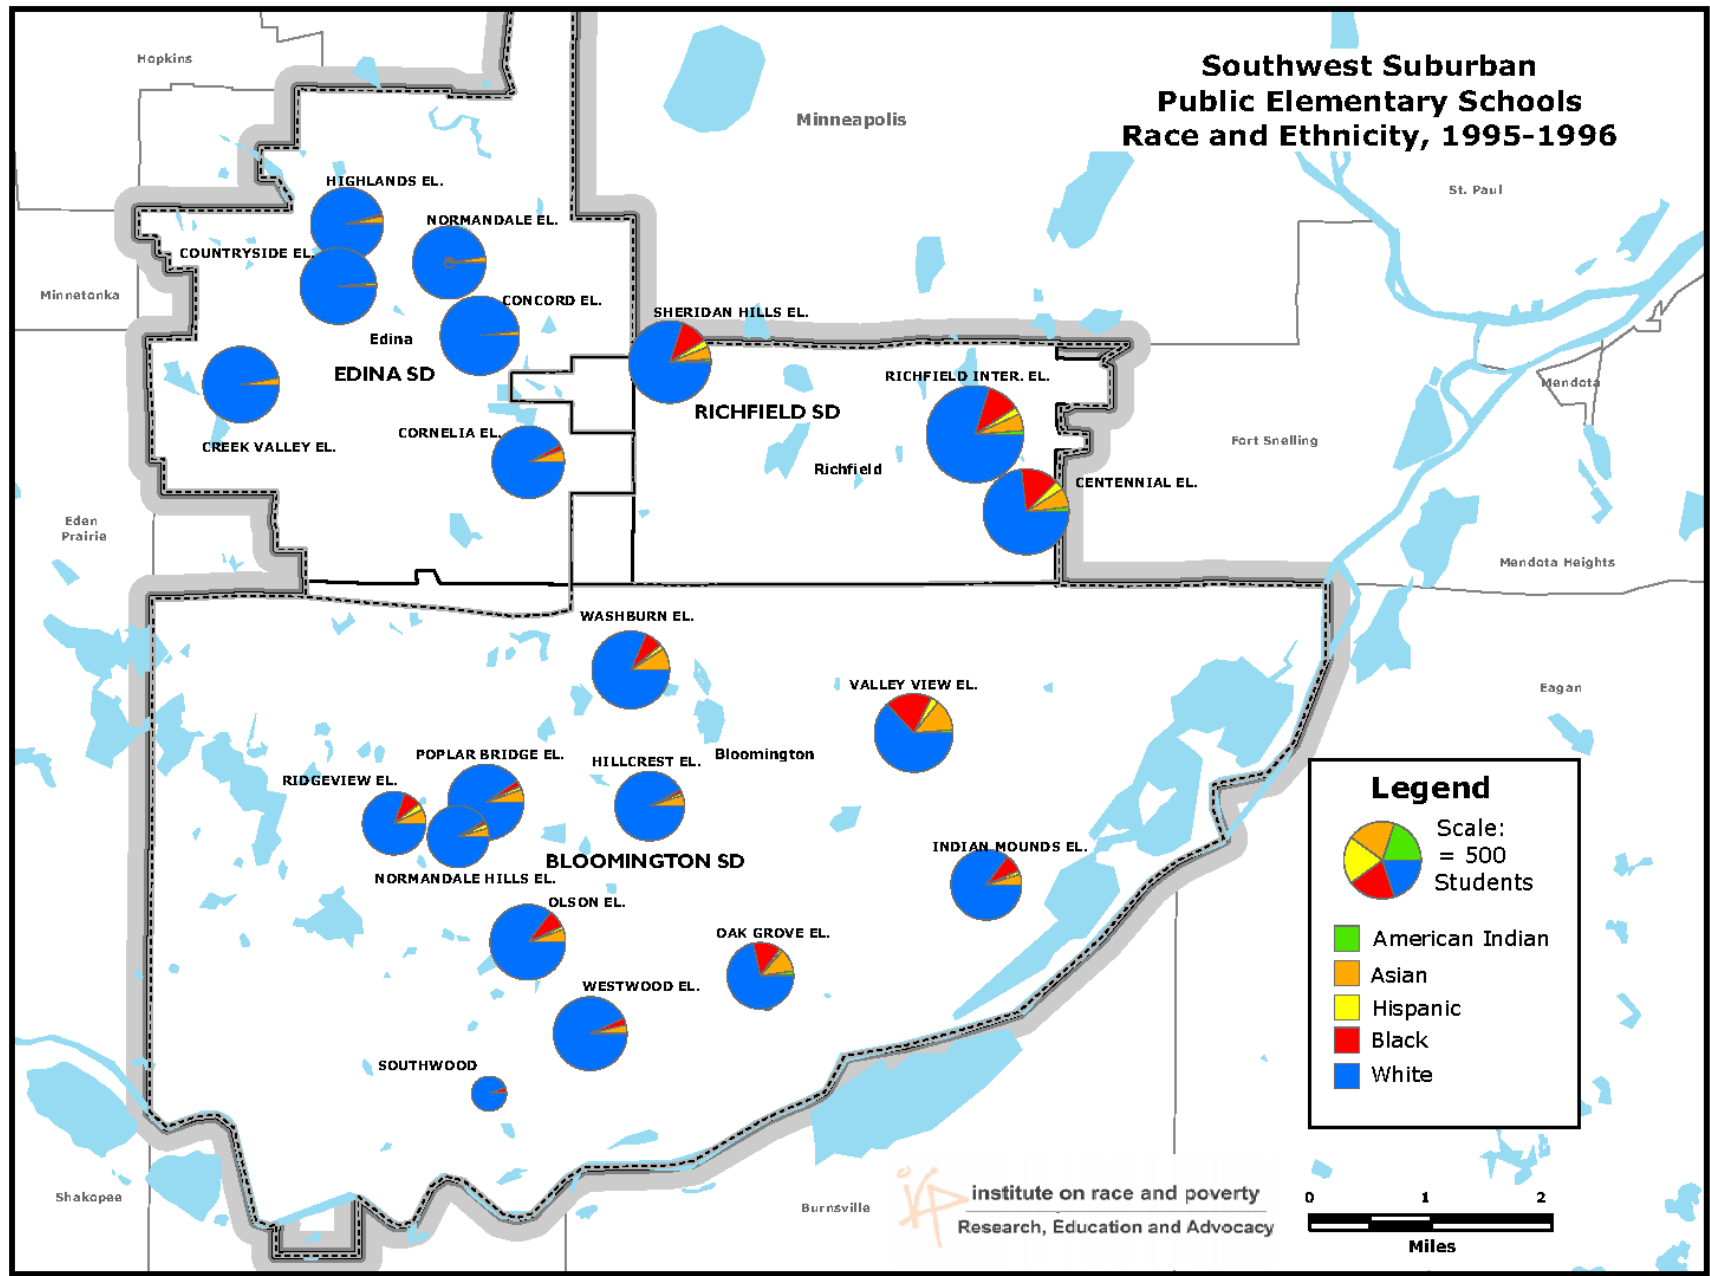 Southwest Suburban
Public Elementary Schools
Race and Ethnicity, 1995-1996
Hopkins
Minneapolis
St. Paul
HIGHLANDS EL.
NORMANDALE EL.
COUNTRYSIDE EL.
Minnetonka
CONCORD EL.
SHERIDAN HILLS EL.
Edina
EDINA SD
RICHFIELD INTER. EL.
Mendota
RICHFIELD SD
CORNELIA EL.
Fort Snelling
CREEK VALLEY EL.
Richfield
CENTENNIAL EL.
Eden
Prairie
Mendota Heights
WASHBURN EL.
VALLEY VIEW EL.
Eagan
POPLAR BRIDGE EL.
Bloomington
HILLCREST EL.
RIDGEVIEW EL.
INDIAN MOUNDS EL.
BLOOMINGTON SD
NORMANDALE HILLS EL.
OLSON EL.
OAK GROVE EL.
WESTWOOD EL.
SOUTHWOOD
Legend
Scale:
= 500
Students
American Indian
Asian
Hispanic
Black
White
Shakopee
Burnsville
institute on race and poverty
Research, Education and Advocacy
0 1 2
Miles